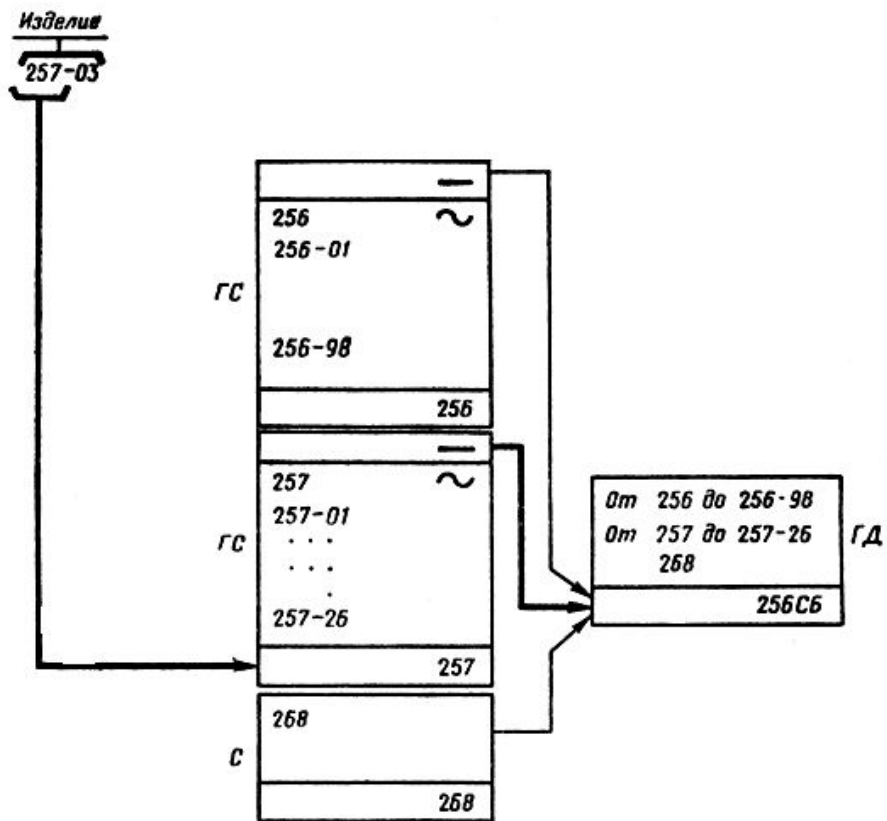 Изделие
257-03
ГС
256
256-01
256-98
256
ГС
257
257-01
. . .
. . .
.
257-26
257
С
268
268
От 256 до 256-98
От 257 до 257-26
268
256СБ
ГД